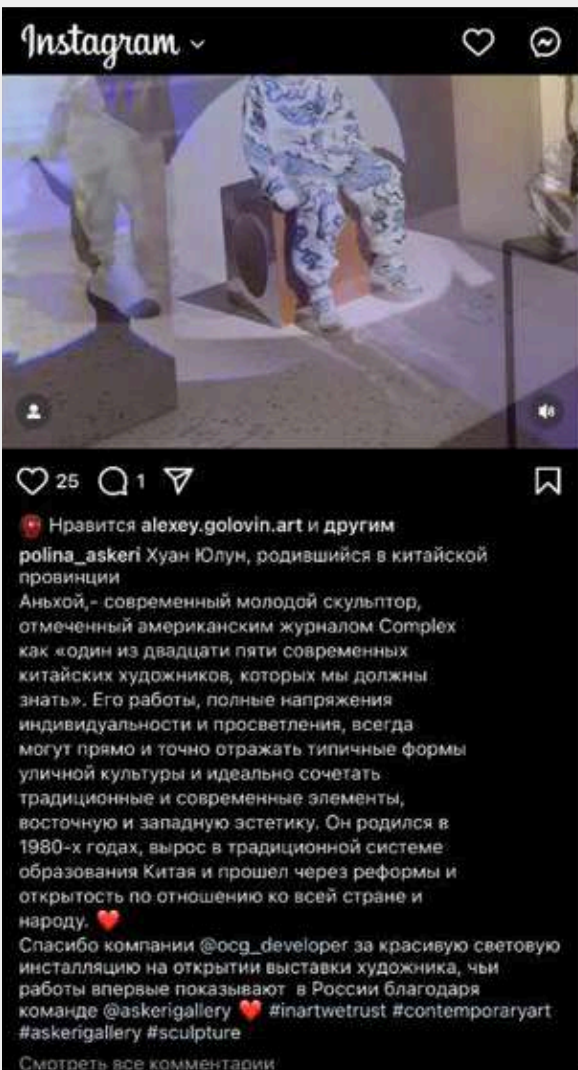 Instagram
25 1
Нравится alexey.golovin.art и другим
polina_askeri Хуан Юлун, родившийся в китайской
провинции
Аньхой,- современный молодой скульптор,
отмеченный американским журналом Complex
как «один из двадцати пяти современных
китайских художников, которых мы должны
знать». Его работы, полные напряжения
индивидуальности и просветления, всегда
могут прямо и точно отражать типичные формы
уличной культуры и идеально сочетать
традиционные и современные элементы,
восточную и западную эстетику. Он родился в
1980-х годах, вырос в традиционной системе
образования Китая и прошел через реформы и
открытость по отношению ко всей стране и
народу. ❤️
Спасибо компании @ocg_developer за красивую световую
инсталляцию на открытии выставки художника, чьи
работы впервые показывают в России благодаря
команде @askerigallery ❤️ #inartwetrust #contemporaryart
#askerigallery #sculpture
Смотреть все комментарии